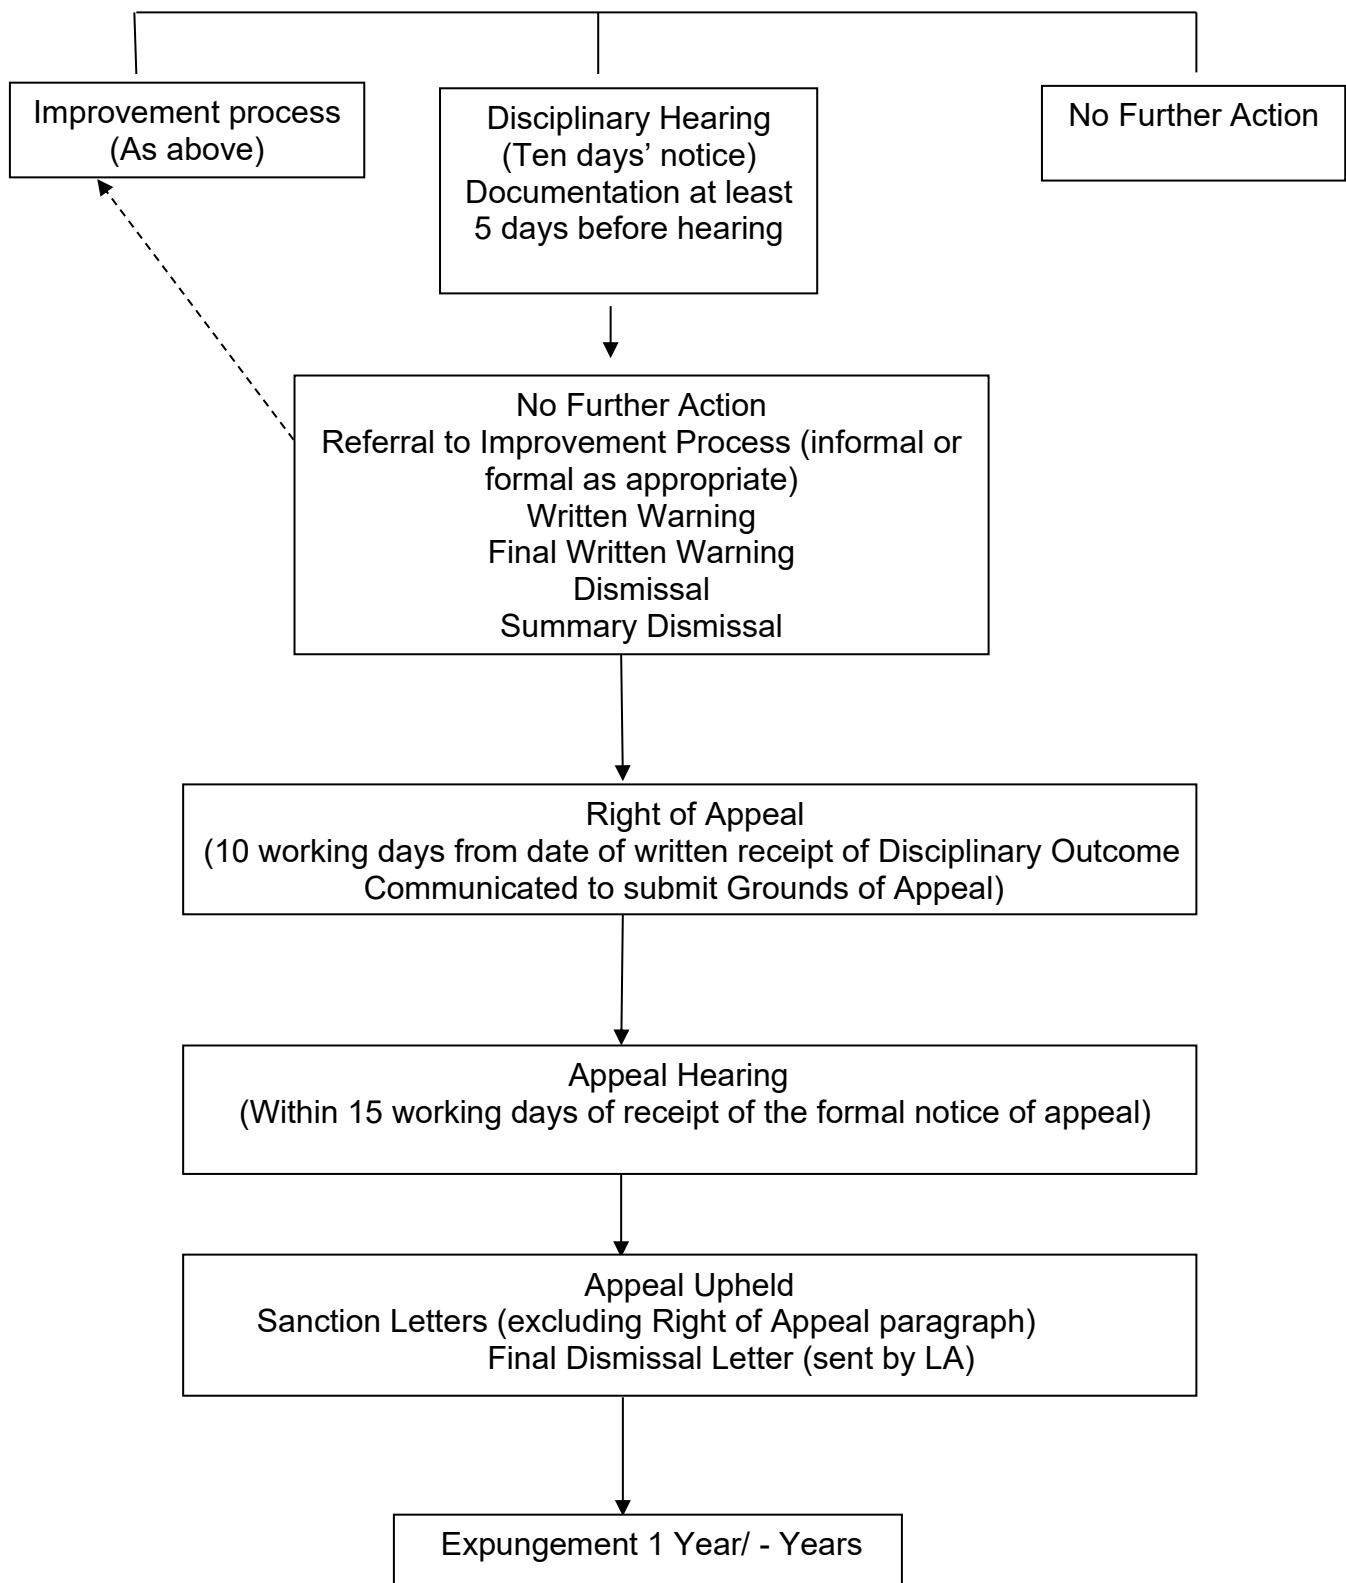 Improvement process
(As above)
Disciplinary Hearing
(Ten days’ notice)
Documentation at least
5 days before hearing
No Further Action
No Further Action
Referral to Improvement Process (informal or
formal as appropriate)
Written Warning
Final Written Warning
Dismissal
Summary Dismissal
Right of Appeal
(10 working days from date of written receipt of Disciplinary Outcome
Communicated to submit Grounds of Appeal)
Appeal Hearing
(Within 15 working days of receipt of the formal notice of appeal)
Appeal Upheld
Sanction Letters (excluding Right of Appeal paragraph)
Final Dismissal Letter (sent by LA)
Expungement 1 Year/ - Years